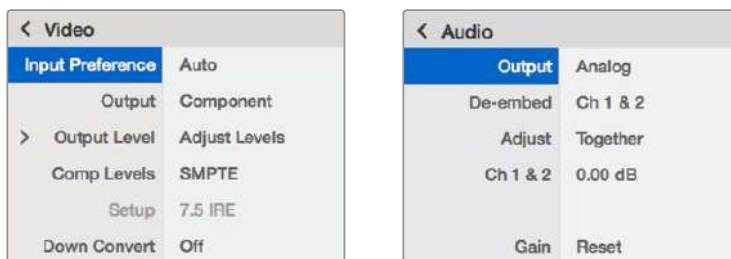 < Video
Input Preference Auto
Output Component
> Output Level Adjust Levels
Comp Levels SMPTE
Setup 7.5 IRE
Down Convert Off
< Audio
Output Analog
De-embed Ch 1 & 2
Adjust Together
Ch 1 & 2 0.00 dB
Gain Reset